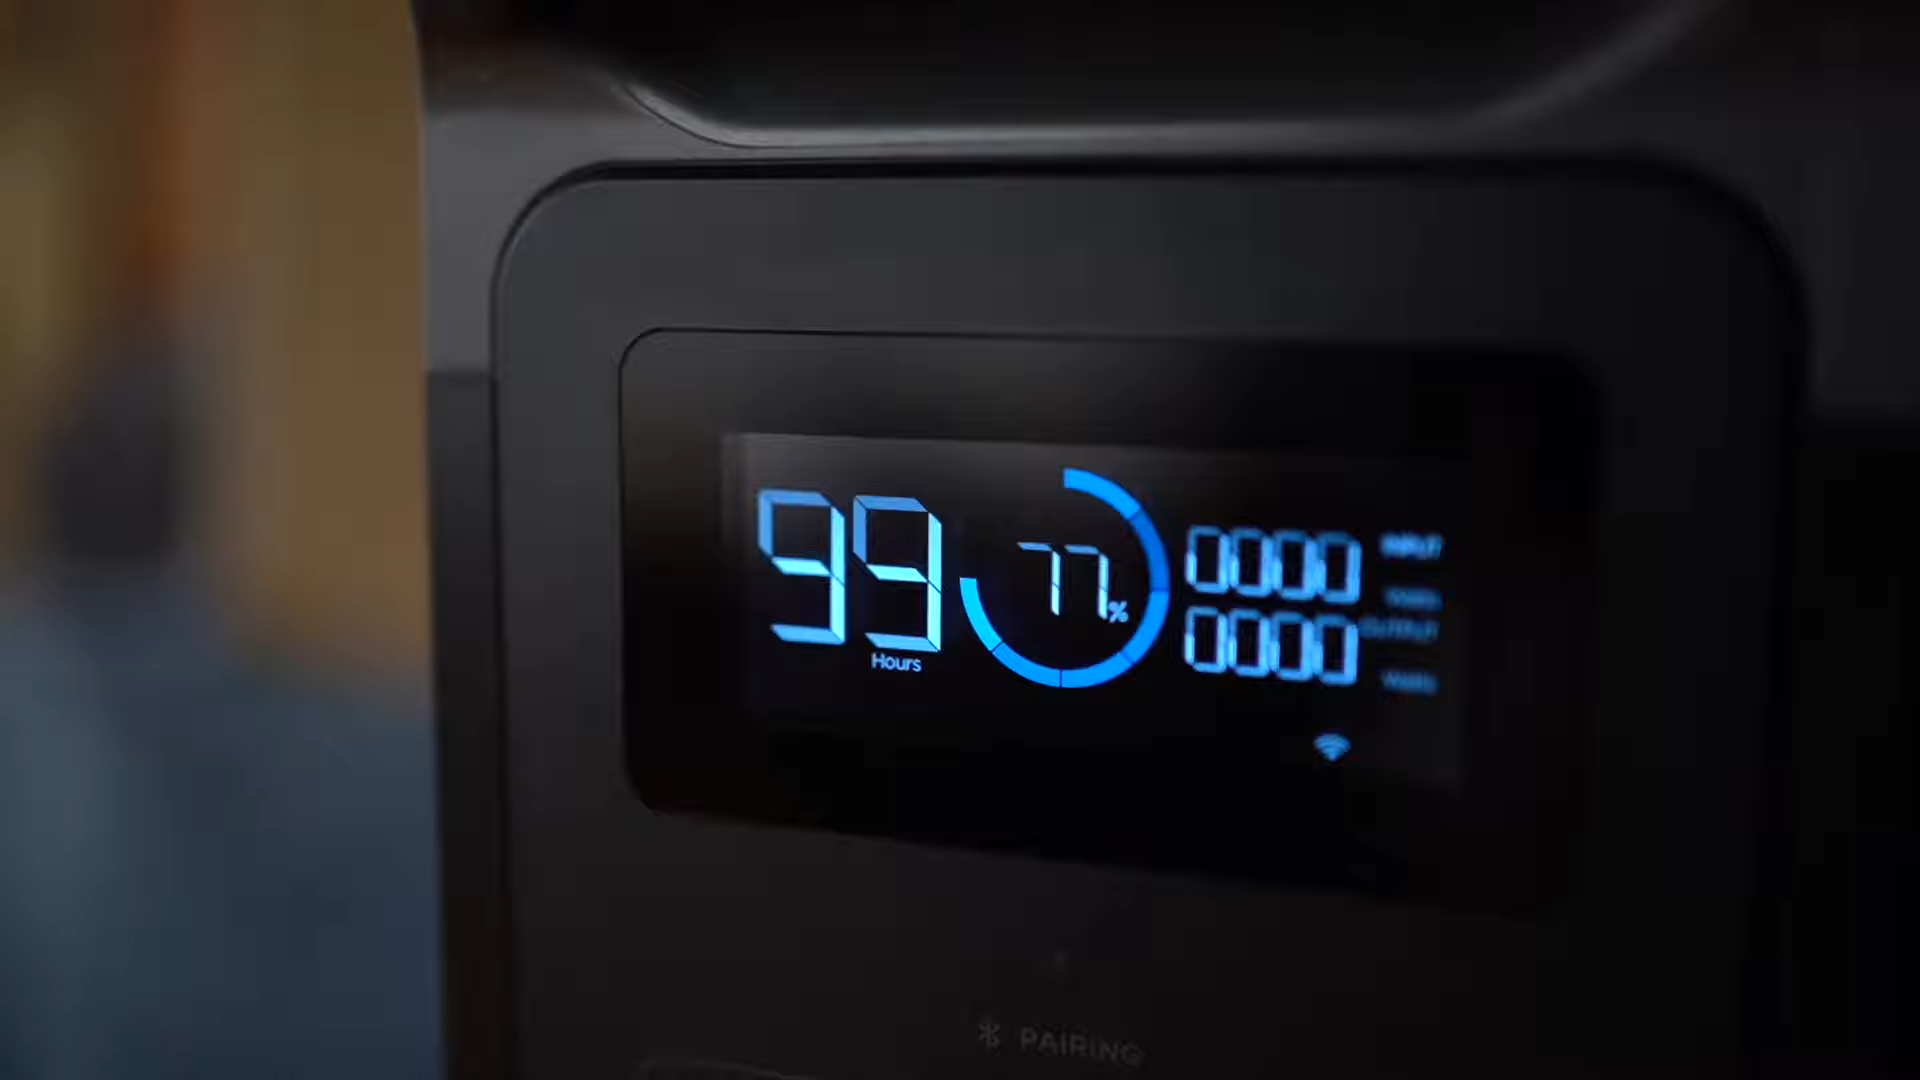 99
Hours
77%
0000 INPUT
Watts
0000 OUTPUT
Watts
PAIRING